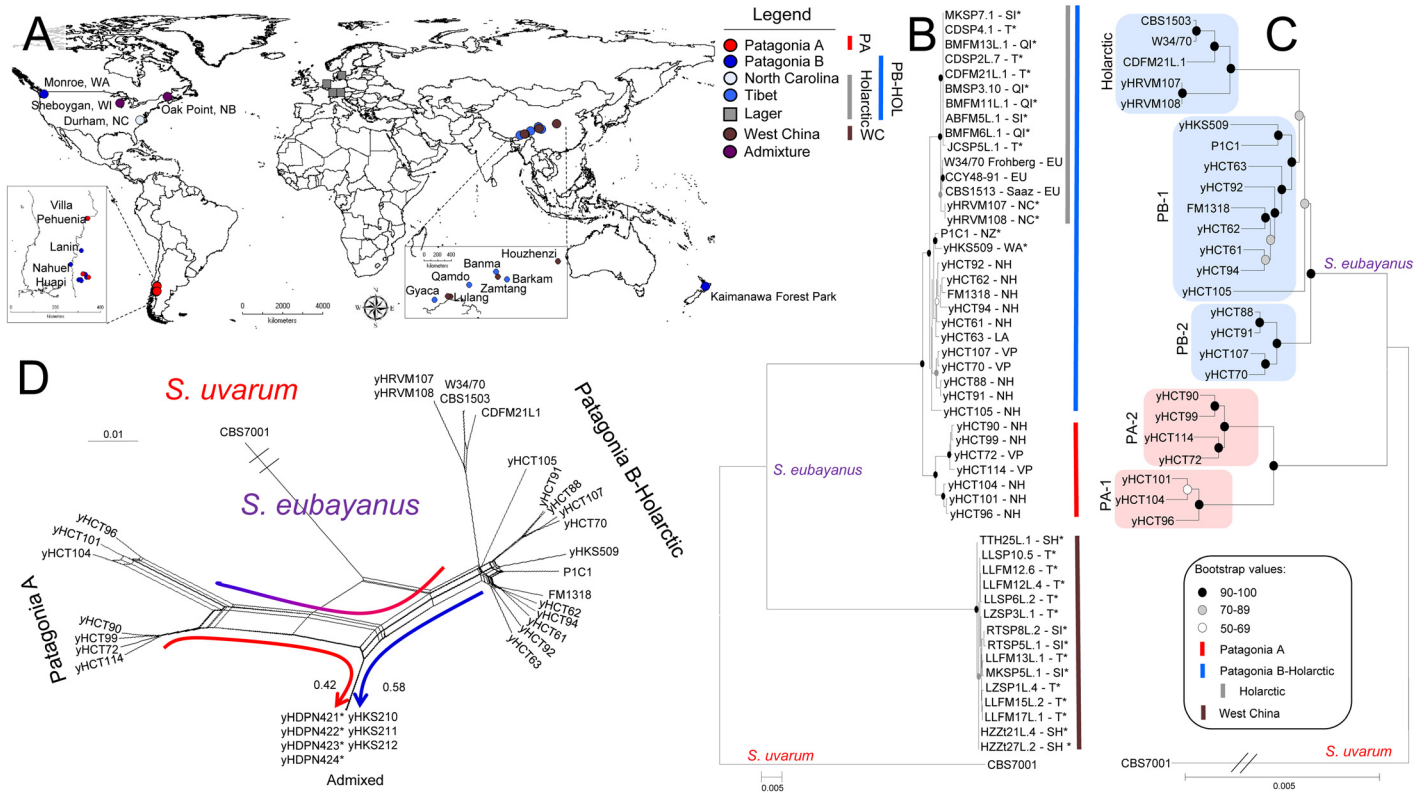 A
Legend
Patagonia A
Patagonia B
North Carolina
Tibet
Lager
West China
Admixture
PA
PB-HOL
Holarctic
WC
Monroe, WA
Sheboygan, WI
Durham, NC
Oak Point, NB
Villa
Pehuenia
Lanin
Nahuel
Huapi
0 200 400
kilometers
0 200 400
kilometers
Houzhenzi
Banma
Qamdo
Barkam
Zamtang
Gyaca
Lulang
0 2000 4000
kilometers
N
E
S
W
Kaimanawa Forest Park
B
MKSP7.1 - SI*
CDSP4.1 - T*
BMFM13L.1 - QI*
CDSP2L.7 - T*
CDFM21L.1 - T*
BMSP3.10 - QI*
BMFM11L.1 - QI*
ABFM5L.1 - SI*
BMFM6L.1 - QI*
JCSP5L.1 - T*
W34/70 Frohberg - EU
CCY48-91 - EU
CBS1513 - Saaz - EU
yHRVM107 - NC*
yHRVM108 - NC*
P1C1 - NZ*
yHKS509 - WA*
yHCT92 - NH
yHCT62 - NH
FM1318 - NH
yHCT94 - NH
yHCT61 - NH
yHCT63 - LA
yHCT107 - VP
yHCT70 - VP
yHCT88 - NH
yHCT91 - NH
yHCT105 - NH
yHCT90 - NH
yHCT99 - NH
yHCT72 - VP
yHCT114 - VP
yHCT104 - NH
yHCT101 - NH
yHCT96 - NH
S. eubayanus
TTH25L.1 - SH*
LLSP10.5 - T*
LLFM12.6 - T*
LLFM12L.4 - T*
LLSP6L.2 - T*
LZSP3L.1 - T*
RTSP8L.2 - SI*
RTSP5L.1 - SI*
LLFM13L.1 - T*
MKSP5L.1 - SI*
LZSP1L.4 - T*
LLFM15L.2 - T*
LLFM17L.1 - T*
HZZt21L.4 - SH*
HZZt27L.2 - SH *
S. uvarum
CBS7001
0.005
C
Holarctic
CBS1503
W34/70
CDFM21L.1
yHRVM107
yHRVM108
PB-1
yHKS509
P1C1
yHCT63
yHCT92
FM1318
yHCT62
yHCT61
yHCT94
yHCT105
S. eubayanus
PB-2
yHCT88
yHCT91
yHCT107
yHCT70
PA-2
yHCT90
yHCT99
yHCT114
yHCT72
PA-1
yHCT101
yHCT104
yHCT96
Bootstrap values:
90-100
70-89
50-69
Patagonia A
Patagonia B-Holarctic
Holarctic
West China
S. uvarum
CBS7001
0.005
D
S. uvarum
0.01
CBS7001
S. eubayanus
yHRVM107
yHRVM108
W34/70
CBS1503
CDFM21L1
Patagonia B-Holarctic
yHCT105
yHCT91
yHCT88
yHCT107
yHCT70
yHKS509
P1C1
FM1318
yHCT62
yHCT94
yHCT61
yHCT92
yHCT63
yHCT96
yHCT101
yHCT104
Patagonia A
yHCT90
yHCT99
yHCT72
yHCT114
0.42
0.58
yHDPN421* yHKS210
yHDPN422* yHKS211
yHDPN423* yHKS212
yHDPN424*
Admixed